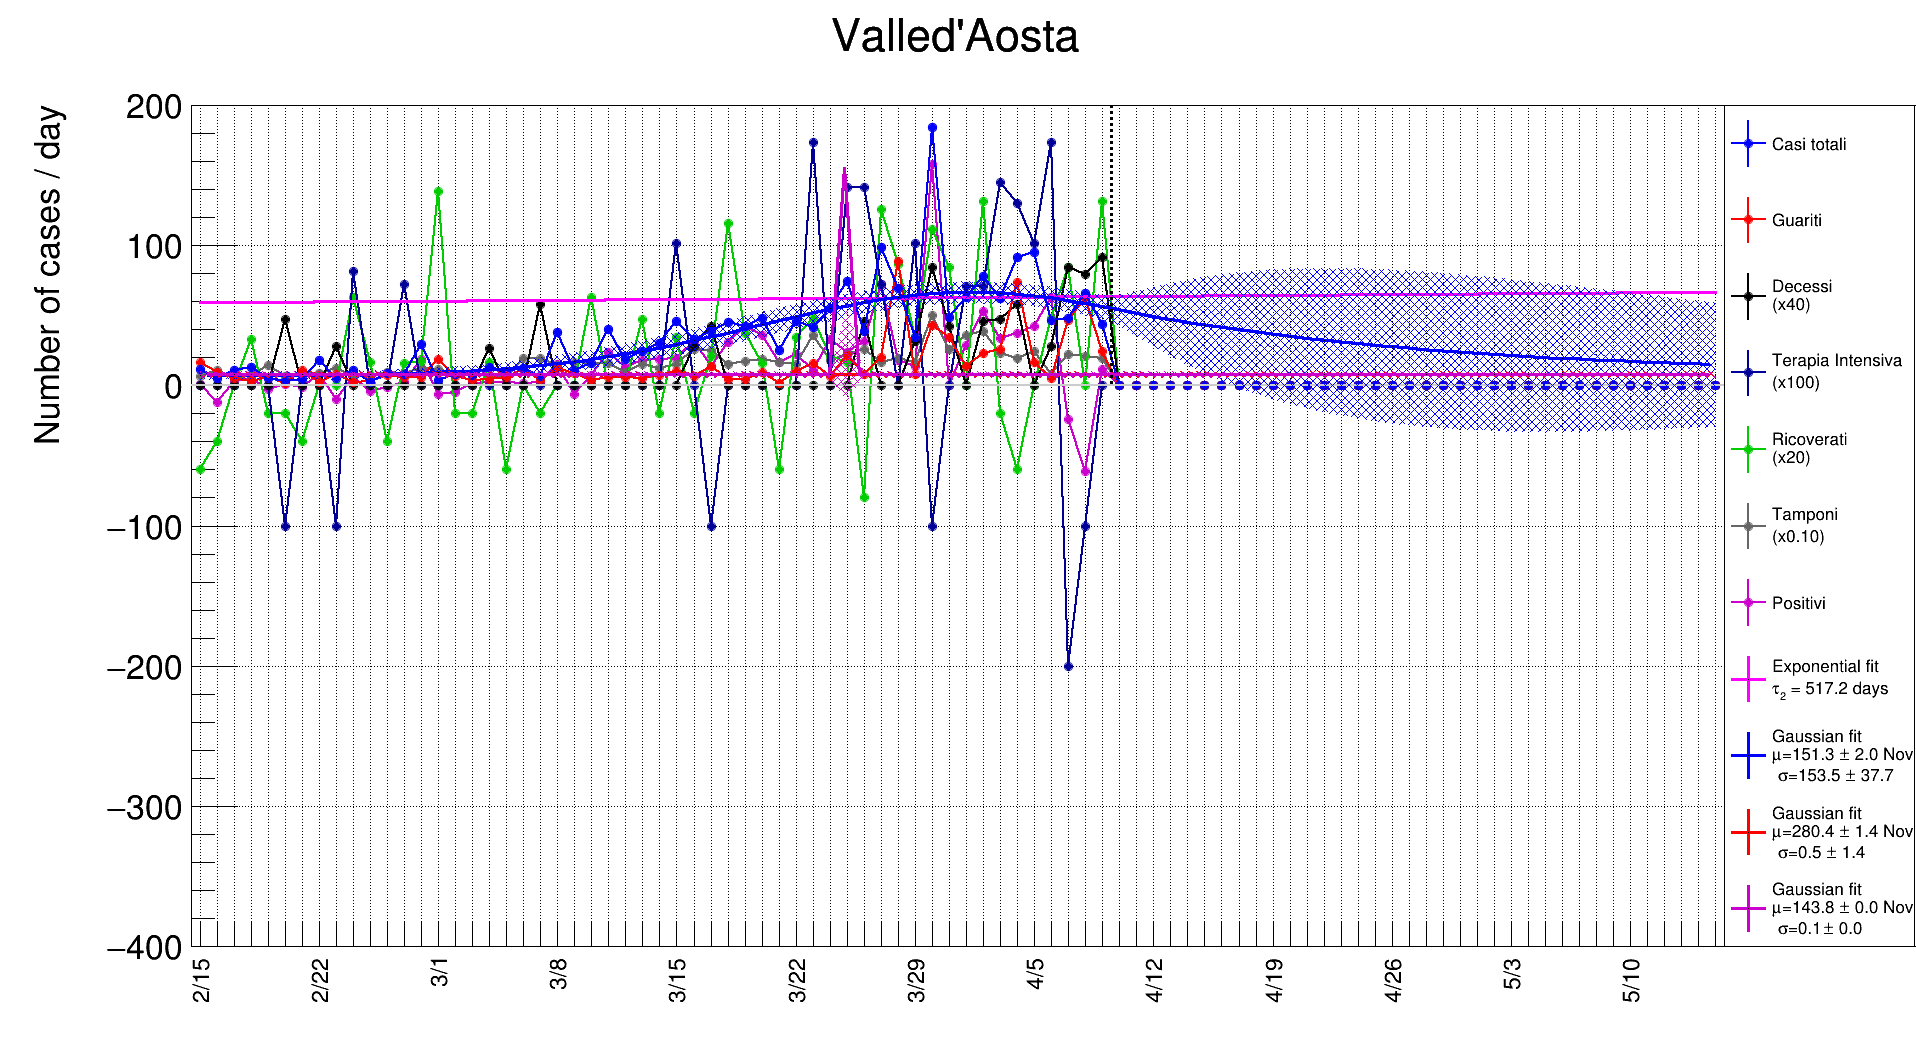 Valled'Aosta
Number of cases / day
200
100
0
−100
−200
−300
−400
2/15
2/22
3/1
3/8
3/15
3/22
3/29
4/5
4/12
4/19
4/26
5/3
5/10
Casi totali
Guariti
Decessi
(x40)
Terapia Intensiva
(x100)
Ricoverati
(x20)
Tamponi
(x0.10)
Positivi
Exponential fit
τ2 = 517.2 days
Gaussian fit
μ=151.3 ± 2.0 Nov
σ=153.5 ± 37.7
Gaussian fit
μ=280.4 ± 1.4 Nov
σ=0.5 ± 1.4
Gaussian fit
μ=143.8 ± 0.0 Nov
σ=0.1 ± 0.0